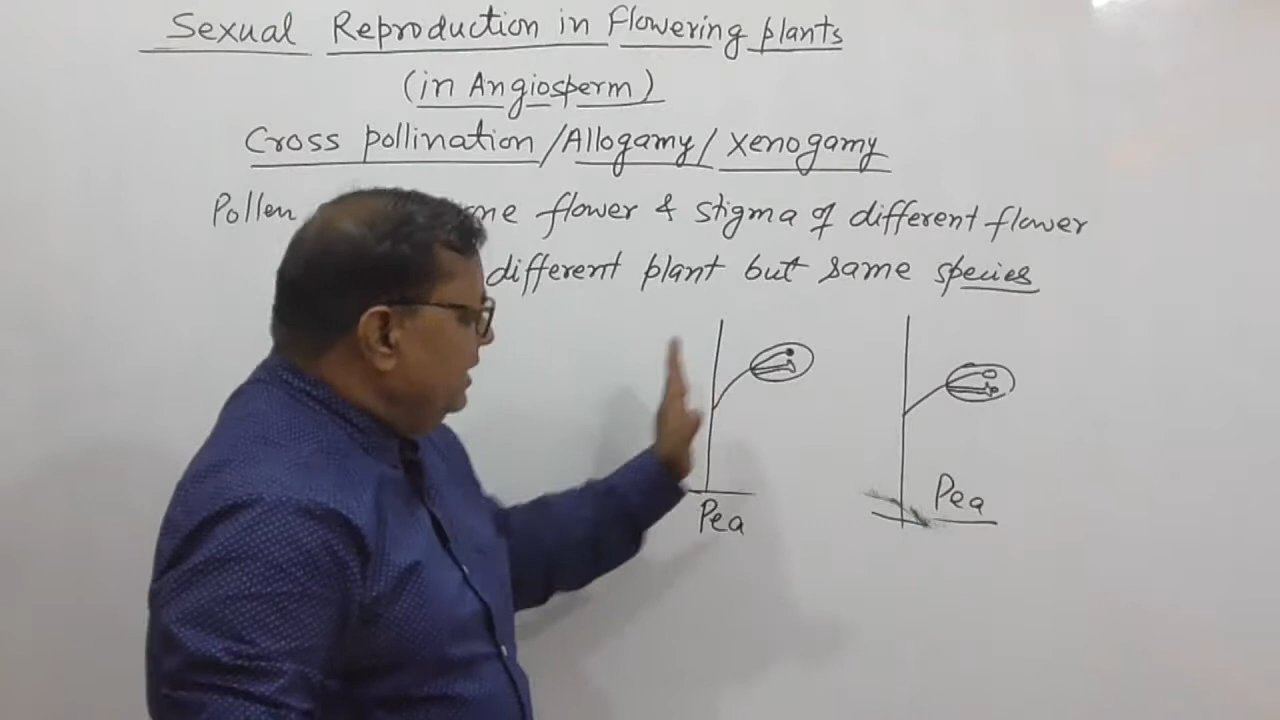 Sexual Reproduction in Flowering plants
(in Angiosperm)
Cross pollination/Allogamy/Xenogamy
Pollen flower & stigma of different flower
different plant but same species
Pea
Pea